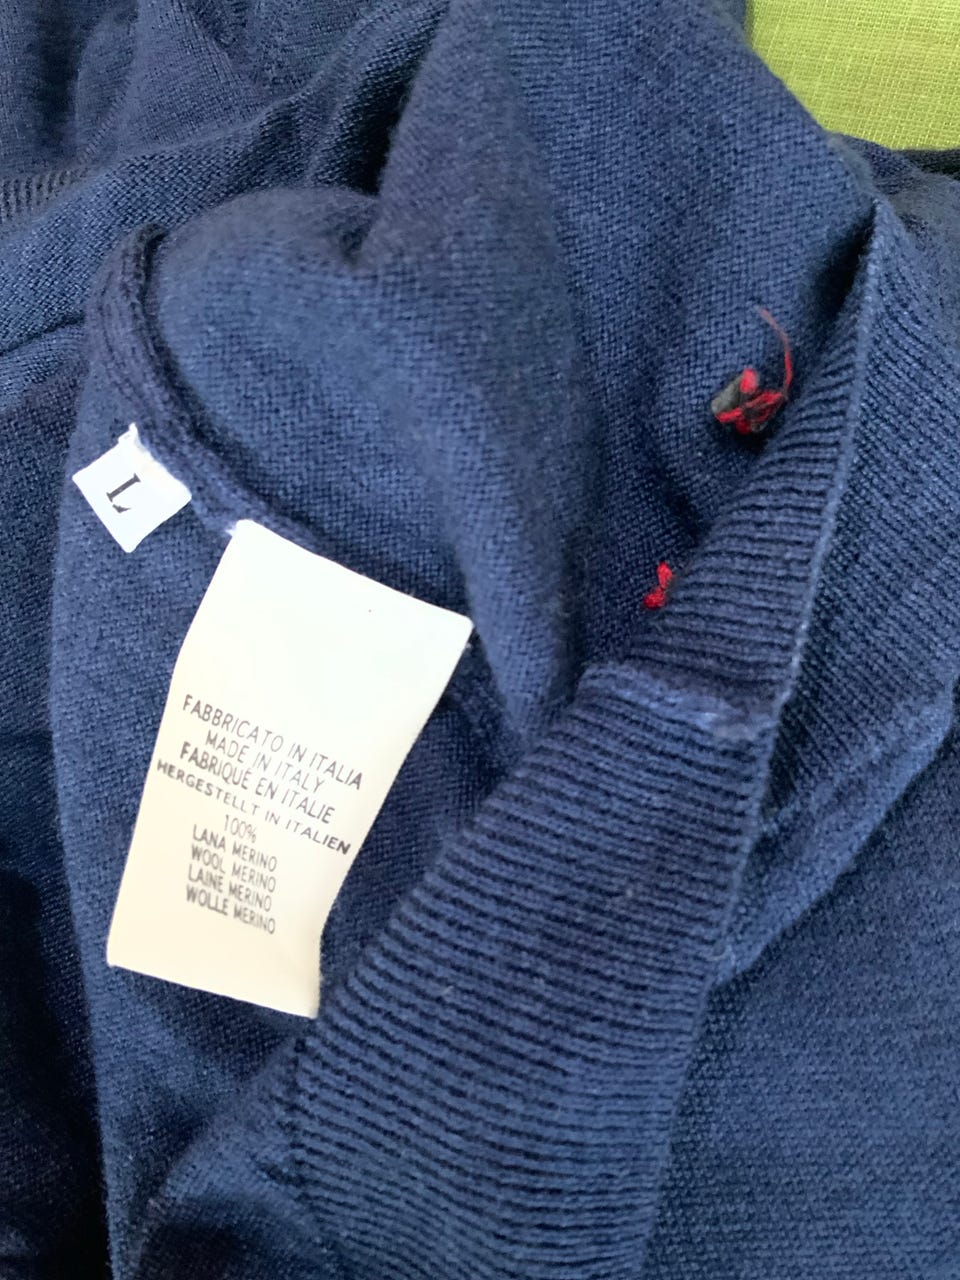 L
FABBRICATO IN ITALIA
MADE IN ITALY
FABRIQUÉ EN ITALIE
HERGESTELLT IN ITALIEN
100%
LANA MERINO
WOOL MERINO
LAINE MERINO
WOLLE MERINO